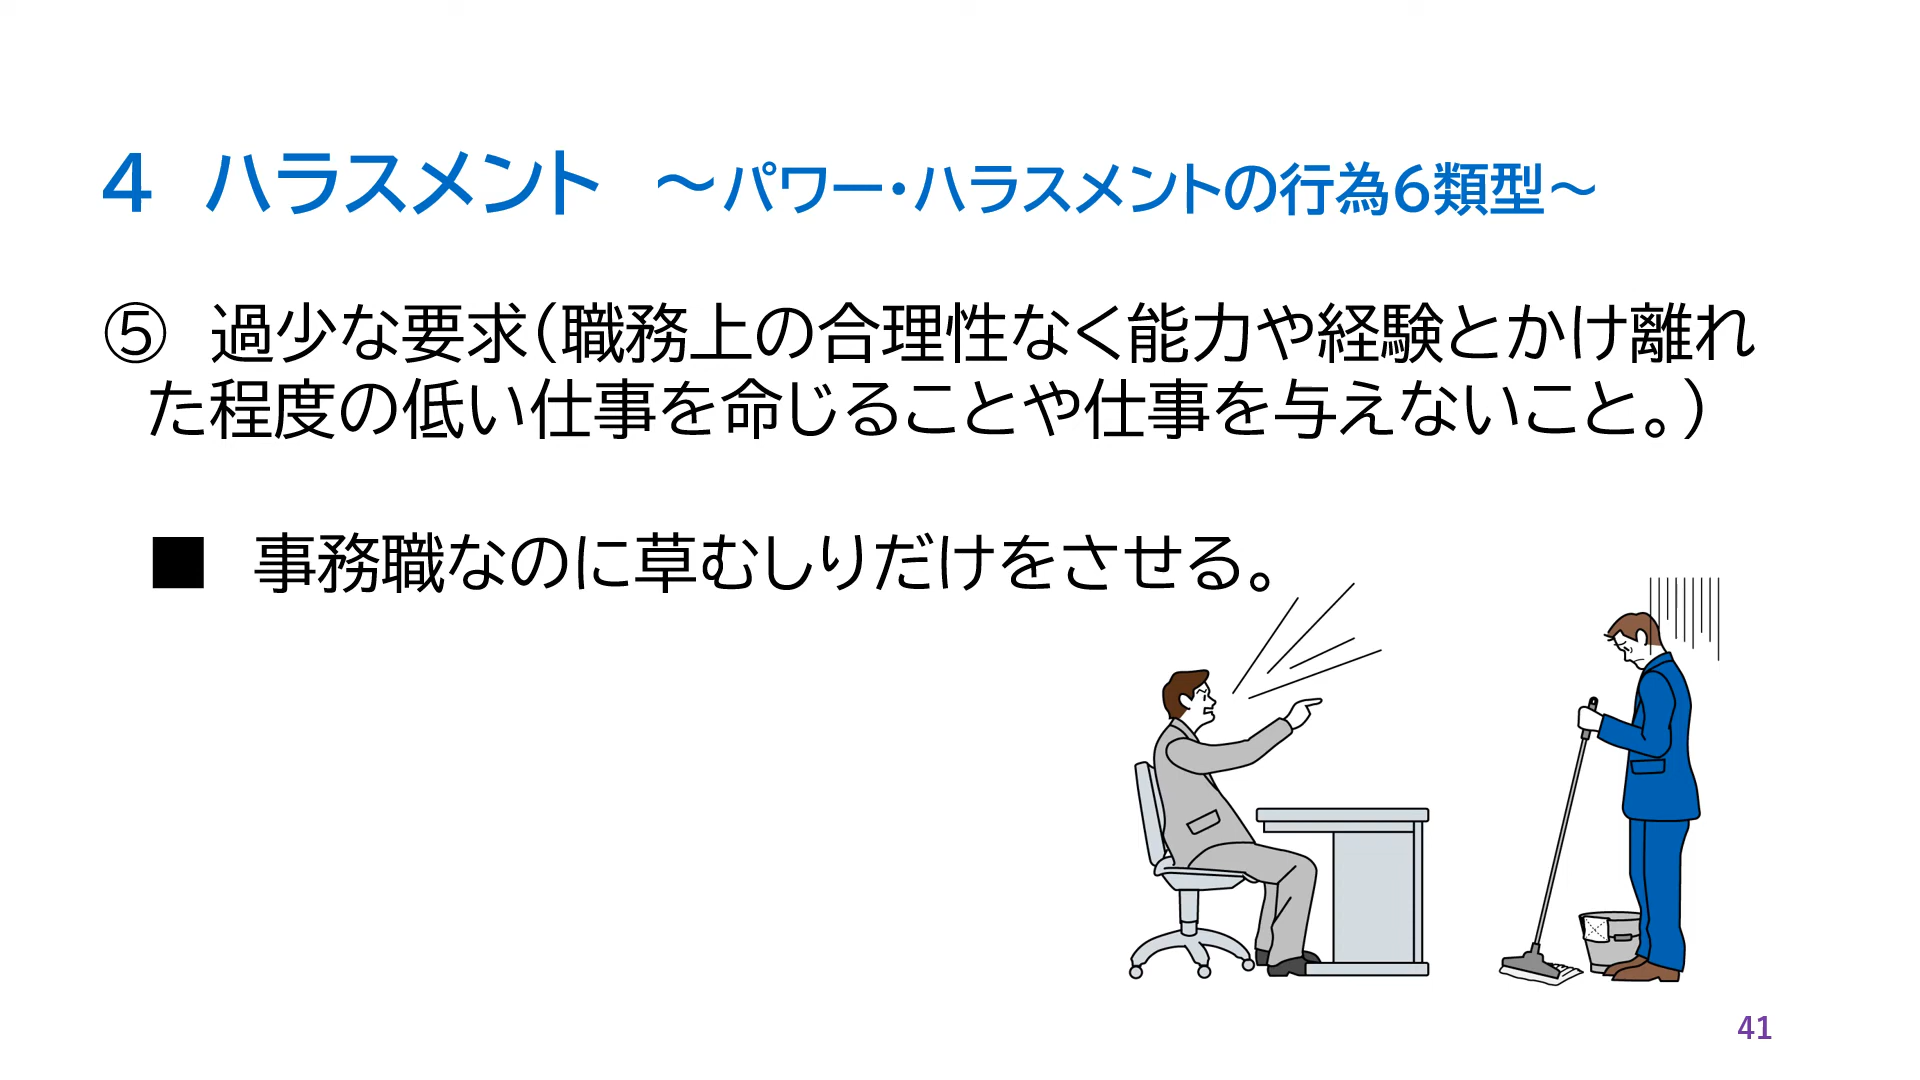 ４　ハラスメント　～パワー・ハラスメントの行為６類型～
⑤　過少な要求（職務上の合理性なく能力や経験とかけ離れ
た程度の低い仕事を命じることや仕事を与えないこと。）
■　事務職なのに草むしりだけをさせる。
41